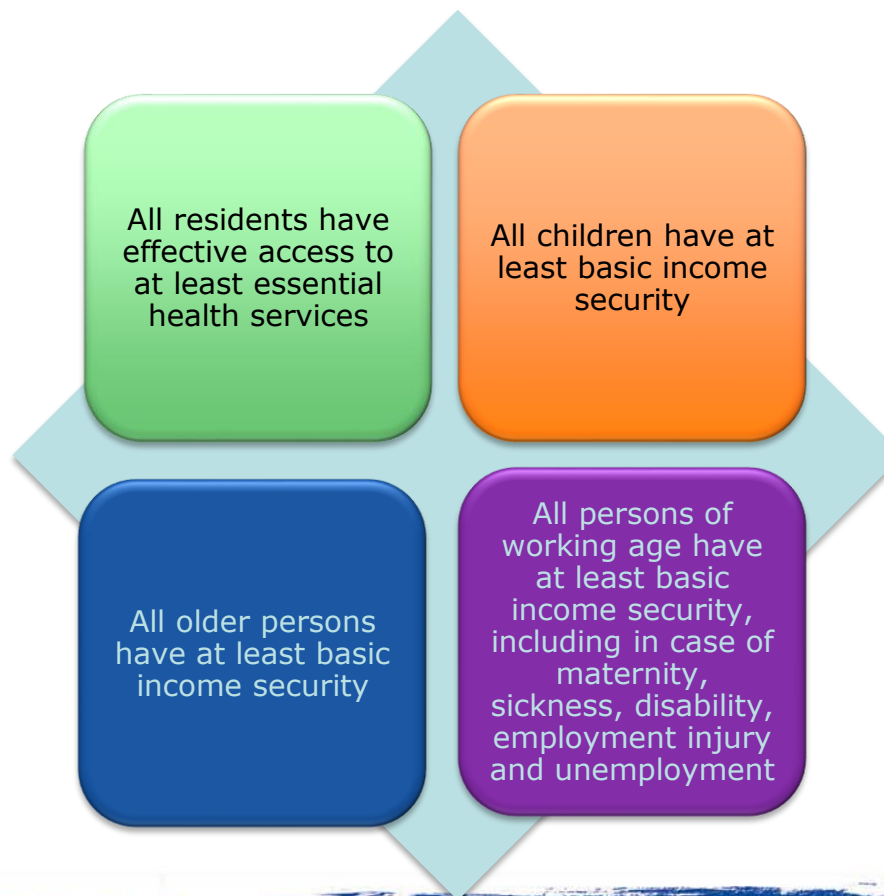 All residents have
effective access to
at least essential
health services
All children have at
least basic income
security
All older persons
have at least basic
income security
All persons of
working age have
at least basic
income security,
including in case of
maternity,
sickness, disability,
employment injury
and unemployment